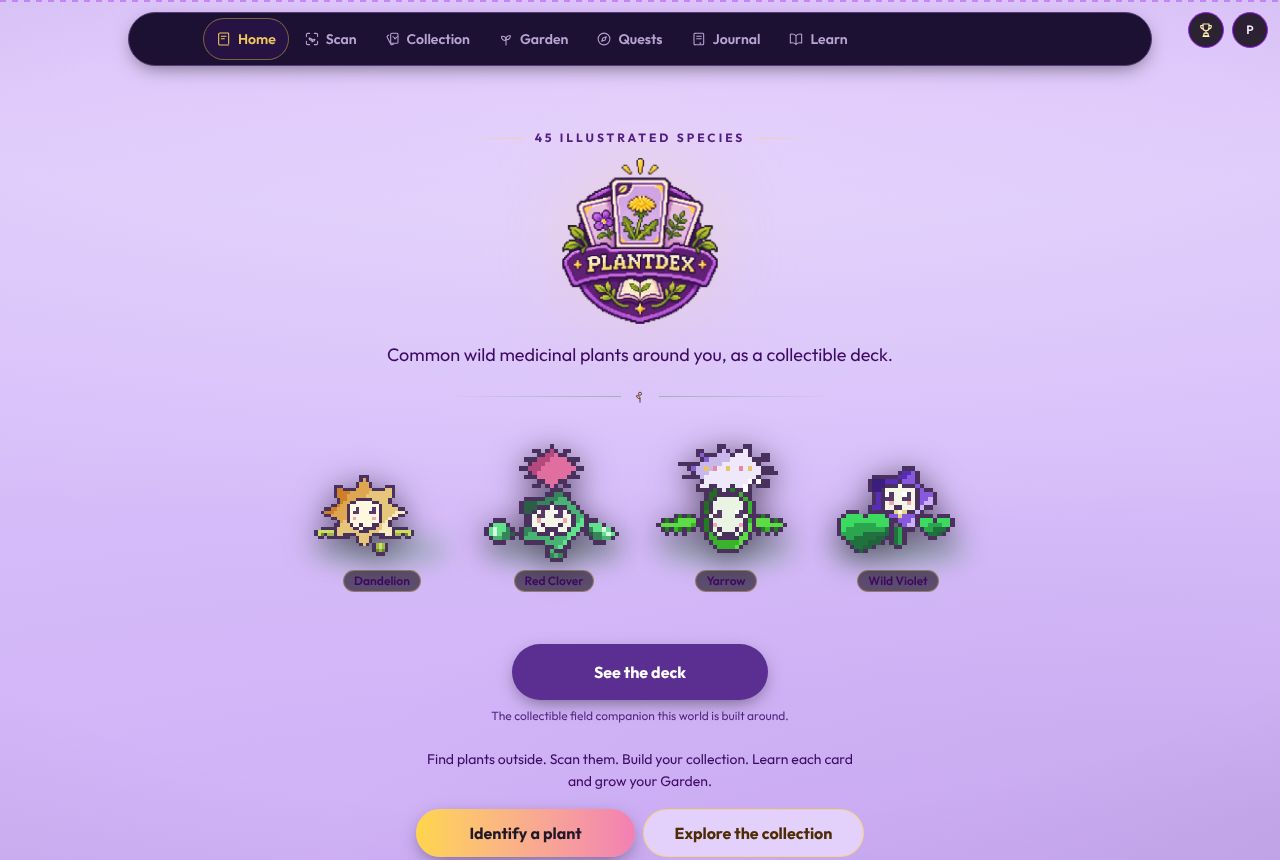 Home
Scan
Collection
Garden
Quests
Journal
Learn
P
45 ILLUSTRATED SPECIES
PLANTDEX
Common wild medicinal plants around you, as a collectible deck.
Dandelion
Red Clover
Yarrow
Wild Violet
See the deck
The collectible field companion this world is built around.
Find plants outside. Scan them. Build your collection. Learn each card
and grow your Garden.
Identify a plant
Explore the collection